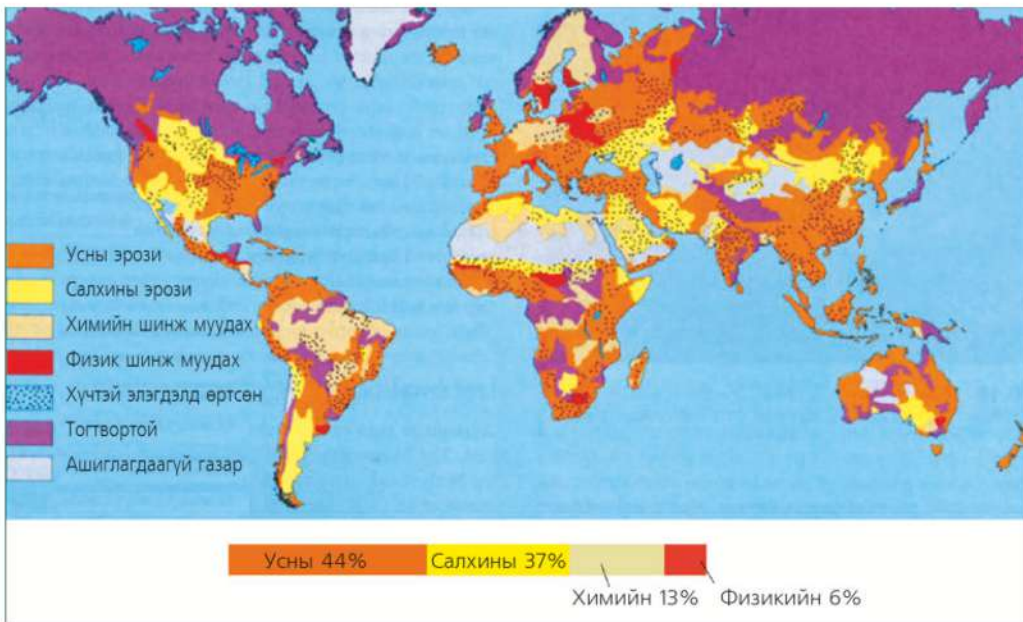 Усны эрози
Салхины эрози
Химийн шинж муудах
Физик шинж муудах
Хүчтэй элэгдэлд өртсөн
Тогтвортой
Ашиглагдаагүй газар
Усны 44%
Салхины 37%
Химийн 13%
Физикийн 6%